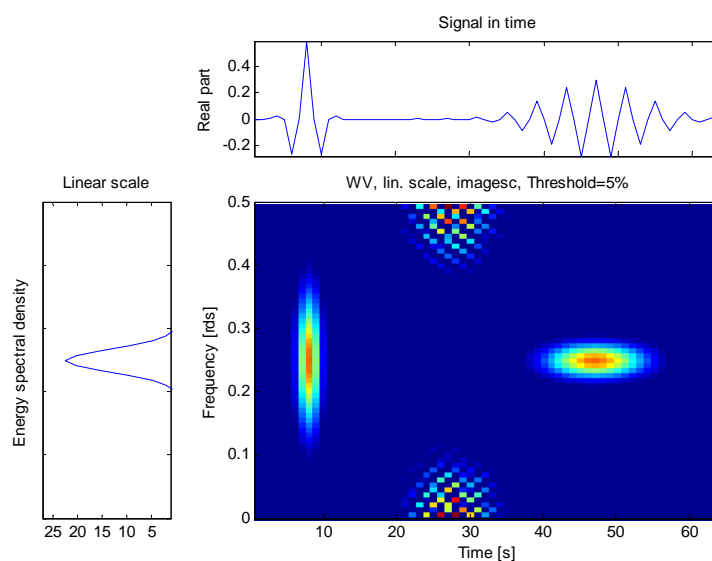 Signal in time
Real part
0.4
0.2
0
-0.2
Linear scale
Energy spectral density
25 20 15 10 5
WV, lin. scale, imagesc, Threshold=5%
Frequency [rds]
0.5
0.4
0.3
0.2
0.1
0
10 20 30 40 50 60
Time [s]